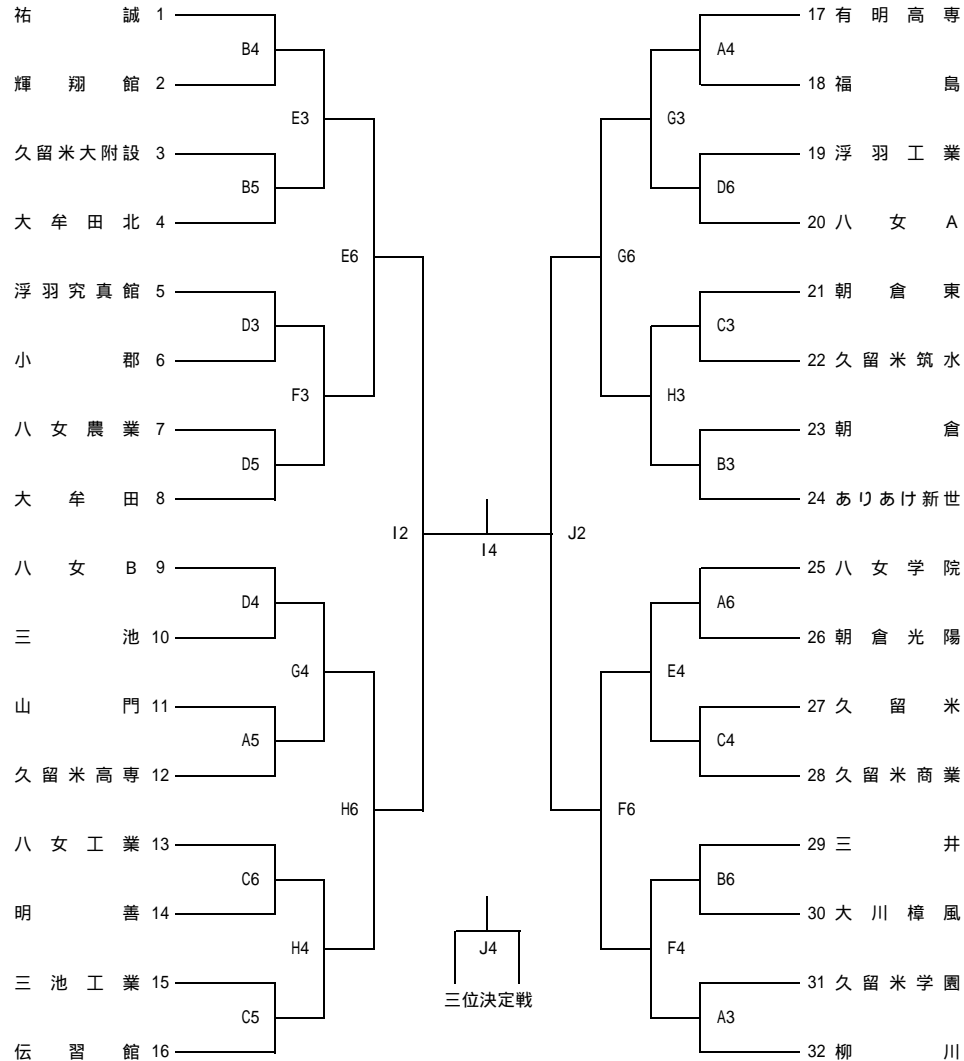 祐誠 1
B4
輝翔館 2
E3
久留米大附設 3
B5
大牟田北 4
E6
浮羽究真館 5
D3
小郡 6
F3
八女農業 7
D5
大牟田 8
I2
八女B 9
D4
三池 10
G4
山門 11
A5
久留米高専 12
H6
八女工業 13
C6
明善 14
H4
三池工業 15
C5
伝習館 16
I4
J4
三位決定戦
17 有明高専
A4
18 福島
G3
19 浮羽工業
D6
20 八女A
G6
21 朝倉東
C3
22 久留米筑水
H3
23 朝倉
B3
24 ありあけ新世
J2
25 八女学院
A6
26 朝倉光陽
E4
27 久留米
C4
28 久留米商業
F6
29 三井
B6
30 大川樟風
F4
31 久留米学園
A3
32 柳川